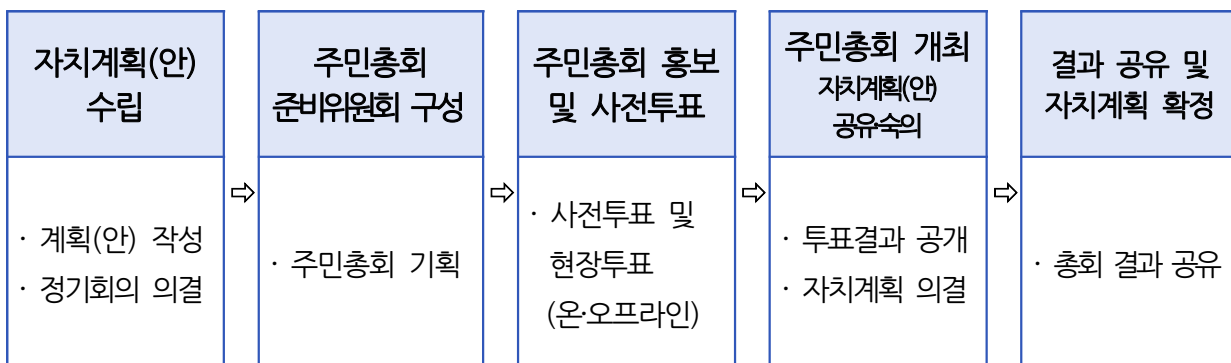 자치계획(안)
수립
· 계획(안) 작성
· 정기회의 의결
⇨
주민총회
준비위원회 구성
· 주민총회 기획
⇨
주민총회 홍보
및 사전투표
· 사전투표 및
현장투표
(온·오프라인)
⇨
주민총회 개최
자치계획(안)
공유·숙의
· 투표결과 공개
· 자치계획 의결
⇨
결과 공유 및
자치계획 확정
· 총회 결과 공유